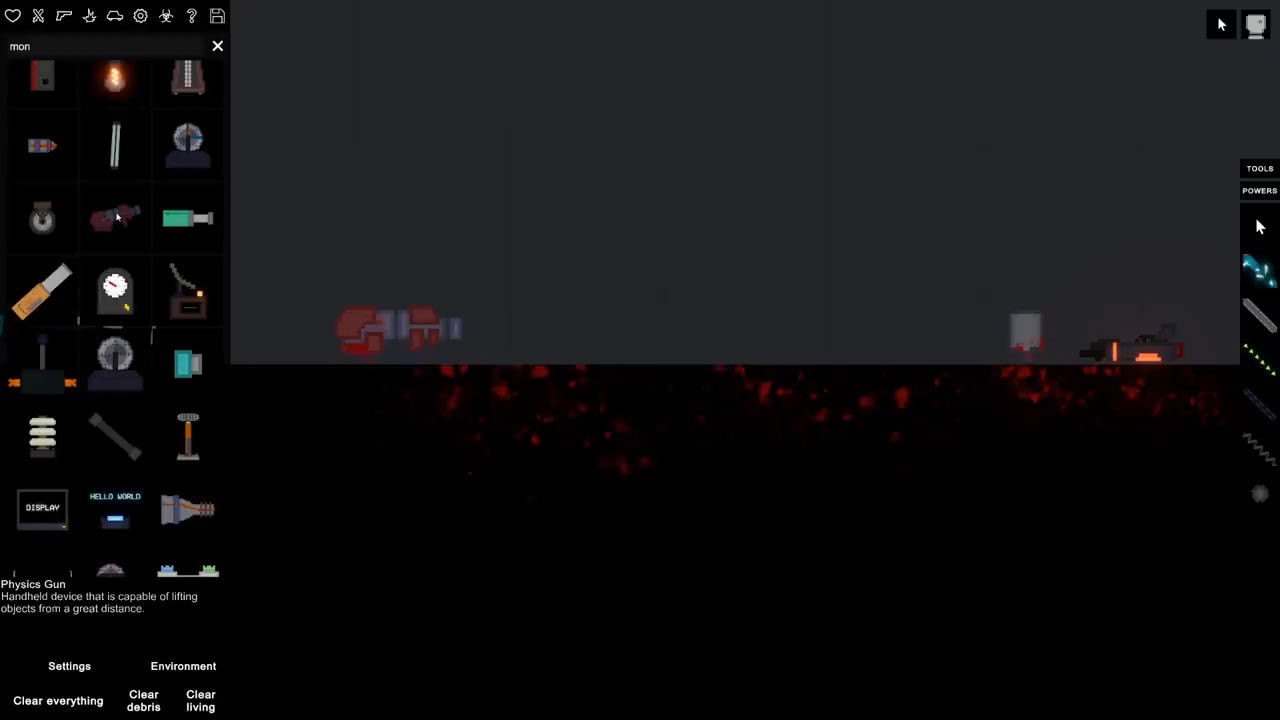 mon
TOOLS
POWERS
DISPLAY
HELLO WORLD
Physics Gun
Handheld device that is capable of lifting
objects from a great distance.
Settings
Environment
Clear everything
Clear
debris
Clear
living